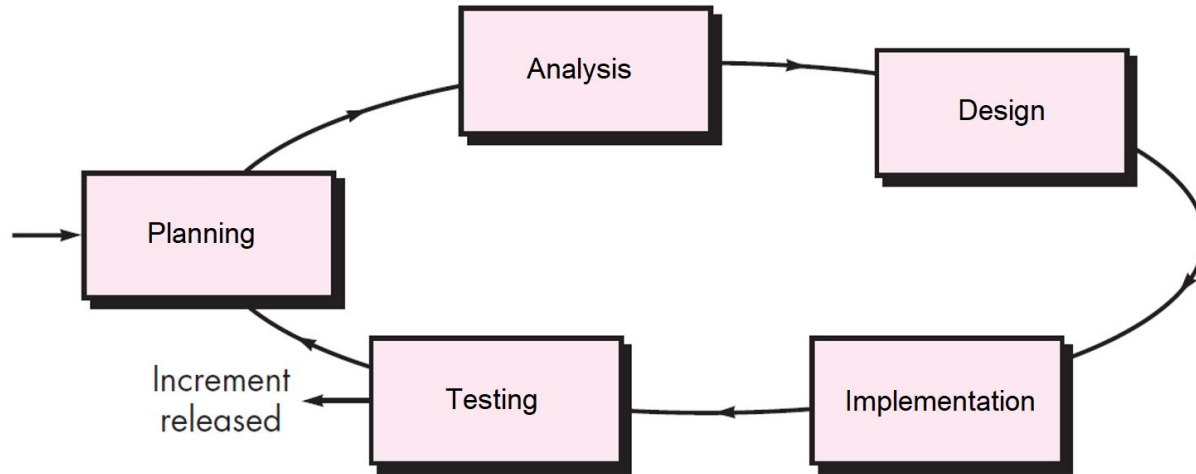 Analysis
Design
Planning
Implementation
Testing
Increment
released